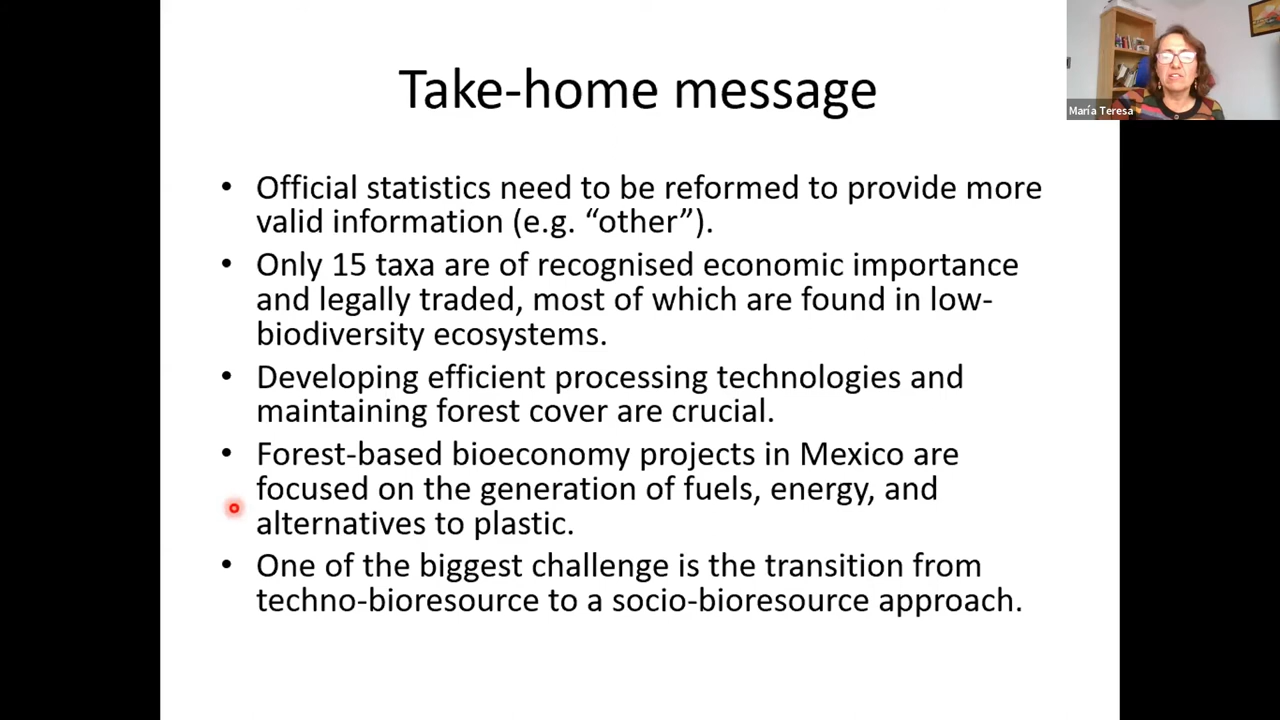 Take-home message
María Teresa
• Official statistics need to be reformed to provide more
valid information (e.g. “other”).
• Only 15 taxa are of recognised economic importance
and legally traded, most of which are found in low-
biodiversity ecosystems.
• Developing efficient processing technologies and
maintaining forest cover are crucial.
• Forest-based bioeconomy projects in Mexico are
focused on the generation of fuels, energy, and
alternatives to plastic.
• One of the biggest challenge is the transition from
techno-bioresource to a socio-bioresource approach.